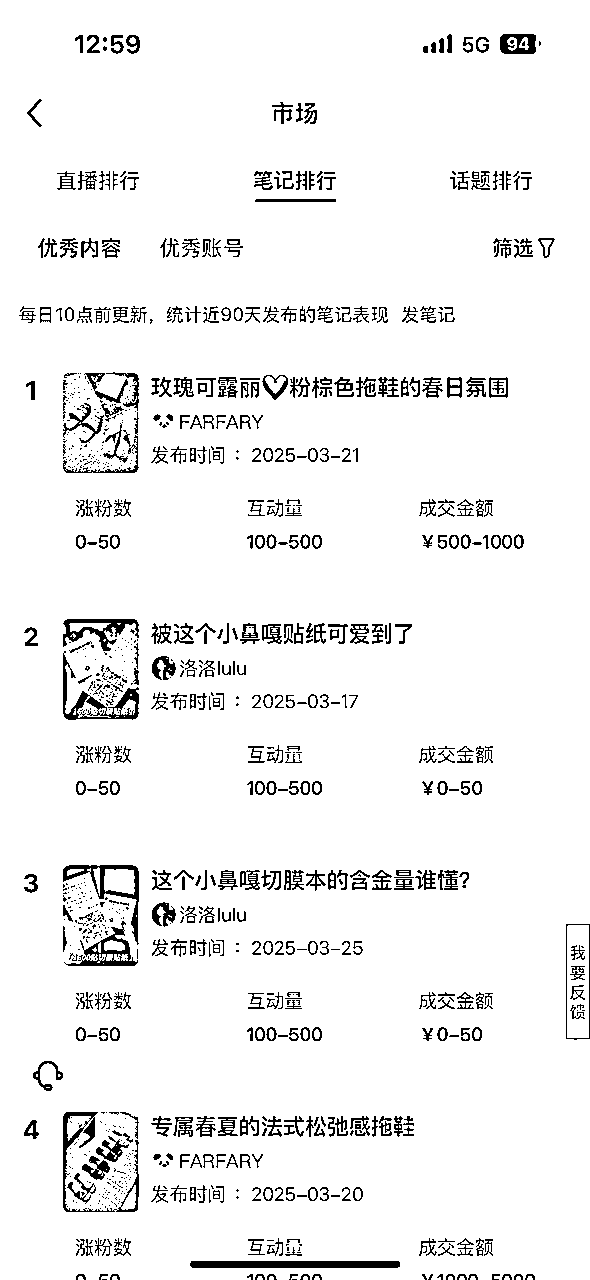 12:59 5G 94
市场
直播排行 笔记排行 话题排行
优秀内容 优秀账号 筛选
每日10点前更新，统计近90天发布的笔记表现 发笔记
1 玫瑰可露丽♡粉棕色拖鞋的春日氛围
FARFARY
发布时间：2025-03-21
涨粉数 互动量 成交金额
0-50 100-500 ￥500-1000
2 被这个小鼻嘎贴纸可爱到了
洛洛lulu
发布时间：2025-03-17
涨粉数 互动量 成交金额
0-50 100-500 ￥0-50
3 这个小鼻嘎切膜本的含金量谁懂？
洛洛lulu
发布时间：2025-03-25
涨粉数 互动量 成交金额
0-50 100-500 ￥0-50
我要反馈
4 专属春夏的法式松弛感拖鞋
FARFARY
发布时间：2025-03-20
涨粉数 互动量 成交金额